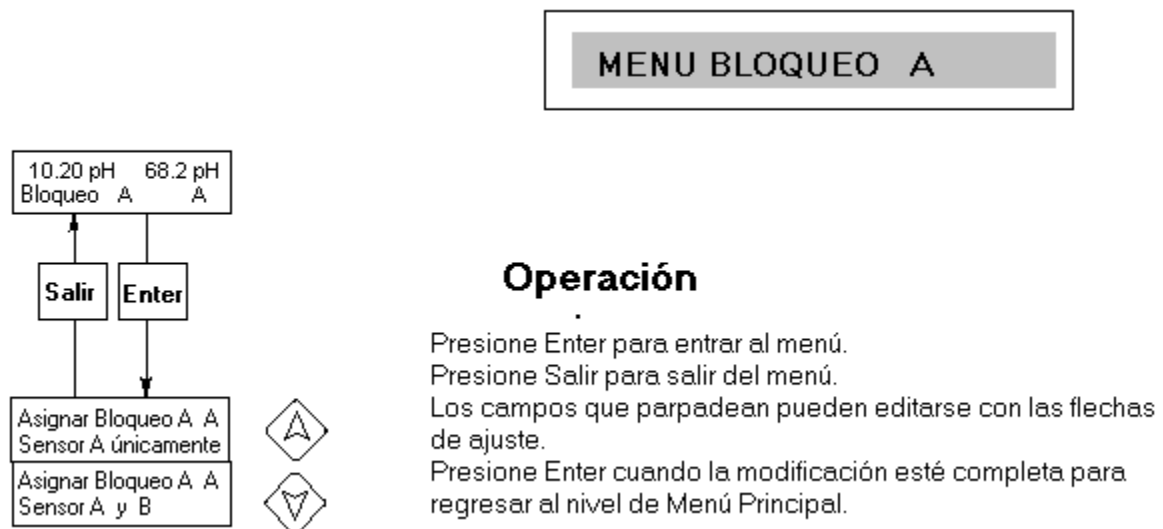 MENU BLOQUEO A
10.20 pH 68.2 pH
Bloqueo A A
Salir Enter
Asignar Bloqueo A A
Sensor A únicamente
Asignar Bloqueo A A
Sensor A y B
Operación
Presione Enter para entrar al menú.
Presione Salir para salir del menú.
Los campos que parpadean pueden editarse con las flechas
de ajuste.
Presione Enter cuando la modificación esté completa para
regresar al nivel de Menú Principal.